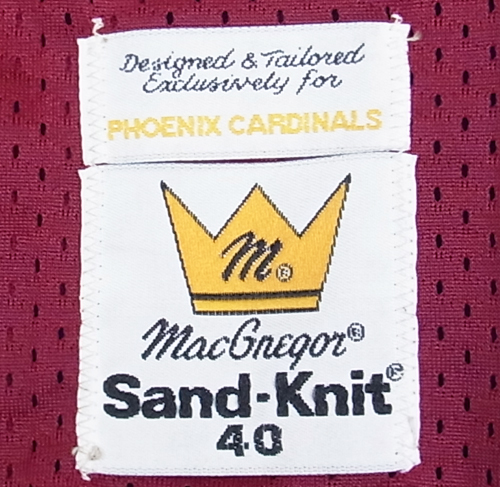 Designed & Tailored
Exclusively for
PHOENIX CARDINALS
M®
MacGregor®
Sand-Knit®
40